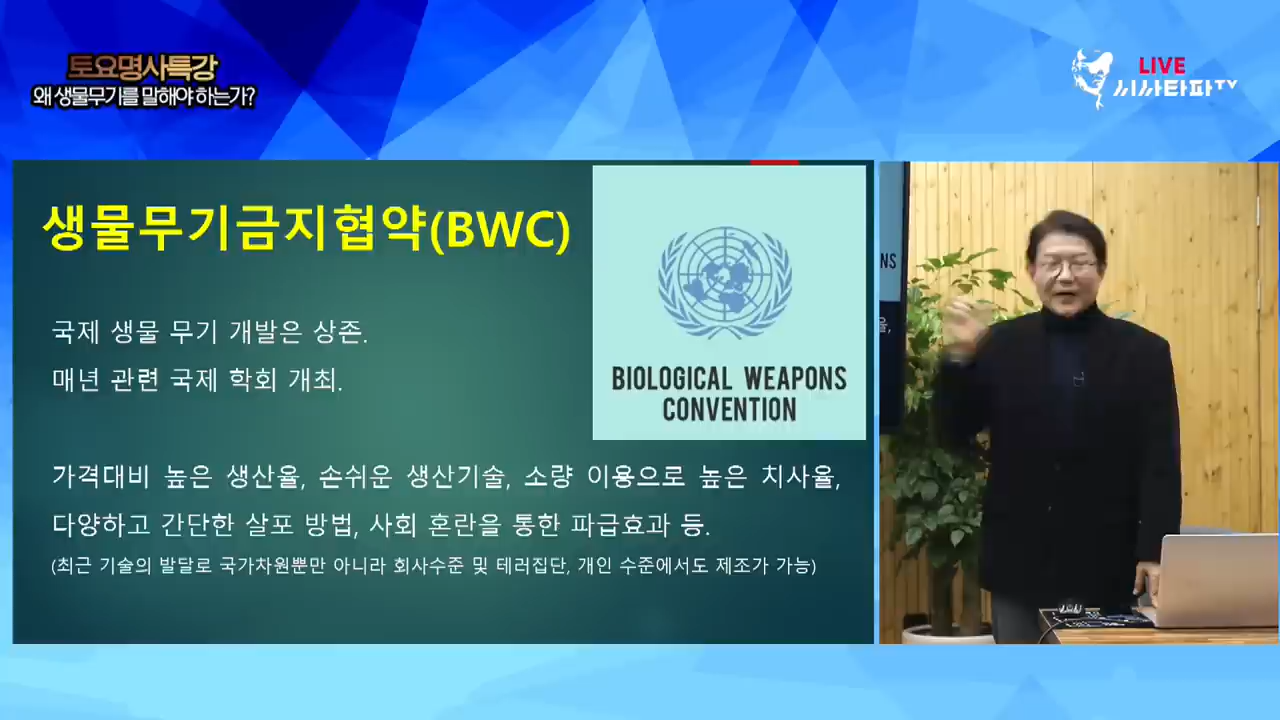 토요명사특강
왜 생물무기를 말해야 하는가?
LIVE
시사타파TV
생물무기금지협약(BWC)
국제 생물 무기 개발은 상존.
매년 관련 국제 학회 개최.
BIOLOGICAL WEAPONS
CONVENTION
가격대비 높은 생산율, 손쉬운 생산기술, 소량 이용으로 높은 치사율,
다양하고 간단한 살포 방법, 사회 혼란을 통한 파급효과 등.
(최근 기술의 발달로 국가차원뿐만 아니라 회사수준 및 테러집단, 개인 수준에서도 제조가 가능)
NS
율,